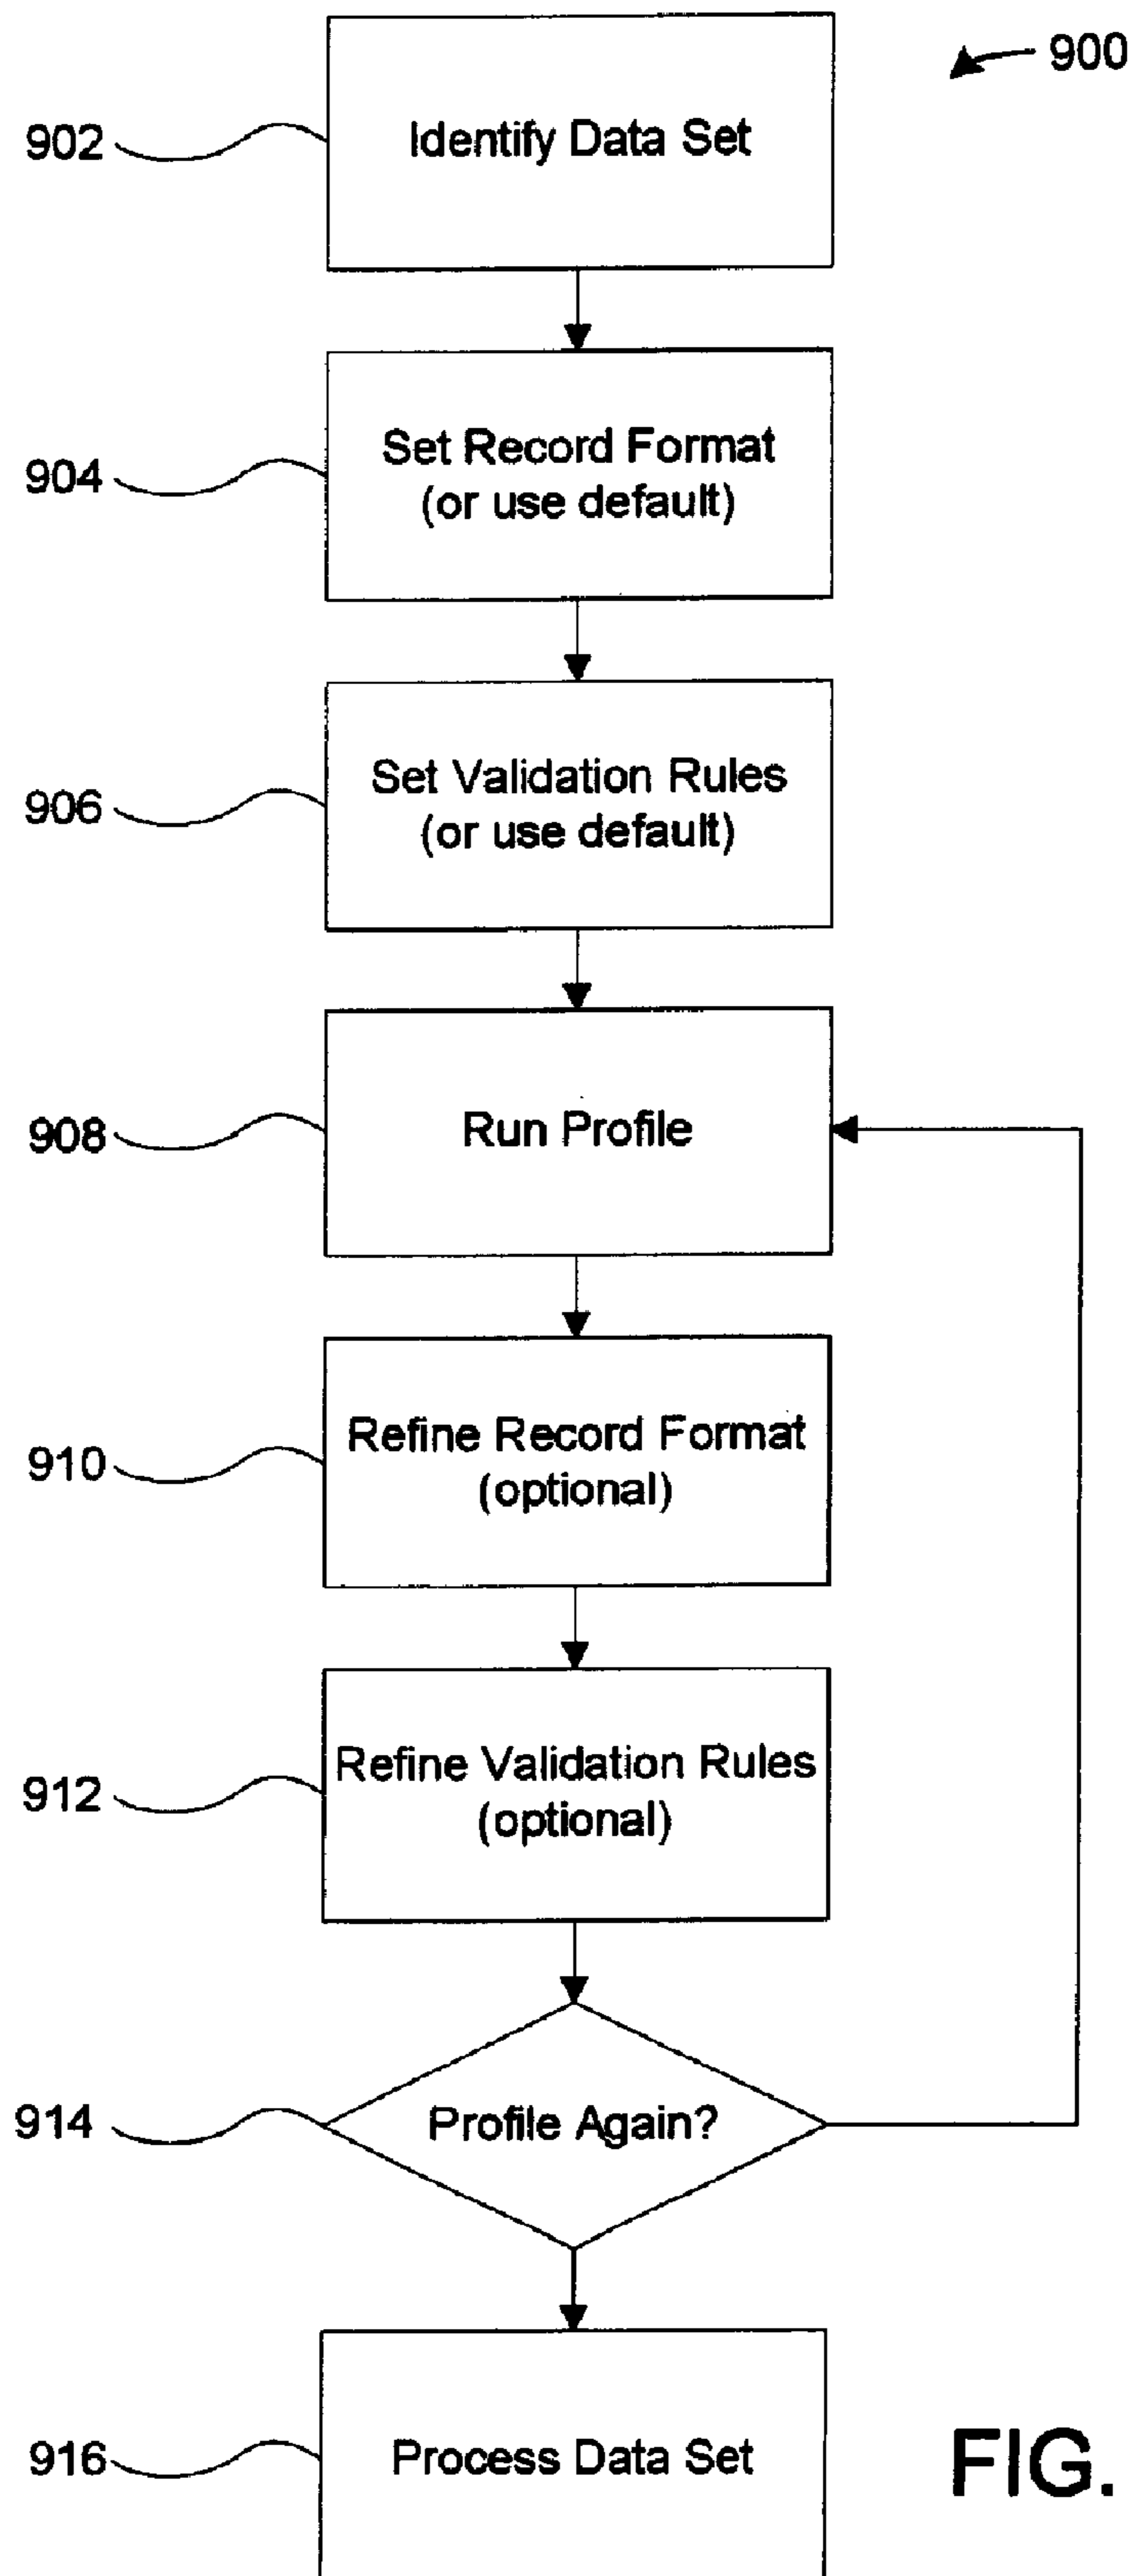 900
902
Identify Data Set
904
Set Record Format
(or use default)
906
Set Validation Rules
(or use default)
908
Run Profile
910
Refine Record Format
(optional)
912
Refine Validation Rules
(optional)
914
Profile Again?
916
Process Data Set
FIG.